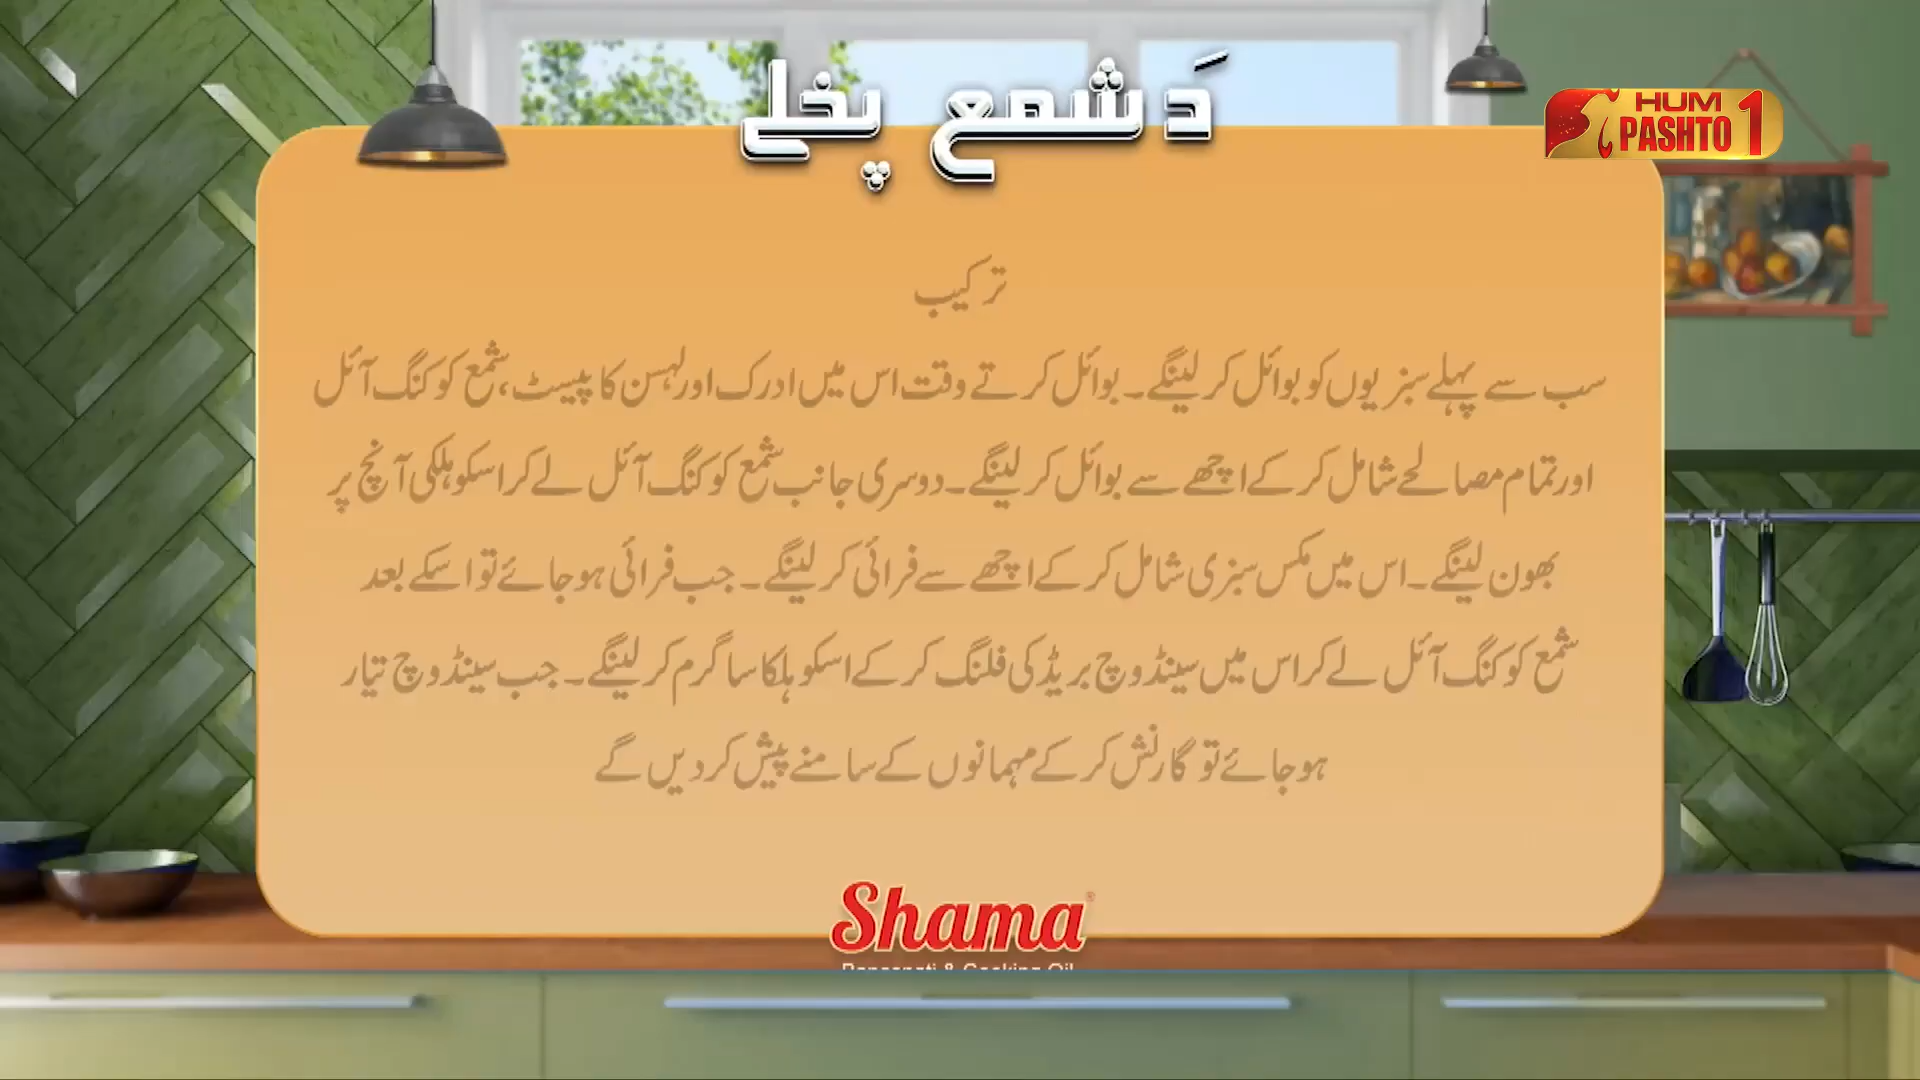 دَ شمعے پخلے
HUM
PASHTO 1
ترکیب
سب سے پہلے سبزیوں کو بوائل کر لینگے۔ بوائل کرتے وقت اس میں ادرک اور لہسن کا پیسٹ، شمع کوکنگ آئل
اور تمام مصالحے شامل کر کے اچھے سے بوائل کر لینگے۔ دوسری جانب شمع کوکنگ آئل لے کر اسکو ہلکی آنچ پر
بھون لینگے۔ اس میں مکس سبزی شامل کر کے اچھے سے فرائی کر لینگے۔ جب فرائی ہو جائے تو اسکے بعد
شمع کوکنگ آئل لے کر اس میں سینڈوچ بریڈ کی فلنگ کر کے اسکو ہلکا سا گرم کر لینگے۔ جب سینڈوچ تیار
ہو جائے تو گارنش کر کے مہمانوں کے سامنے پیش کر دیں گے
Shama